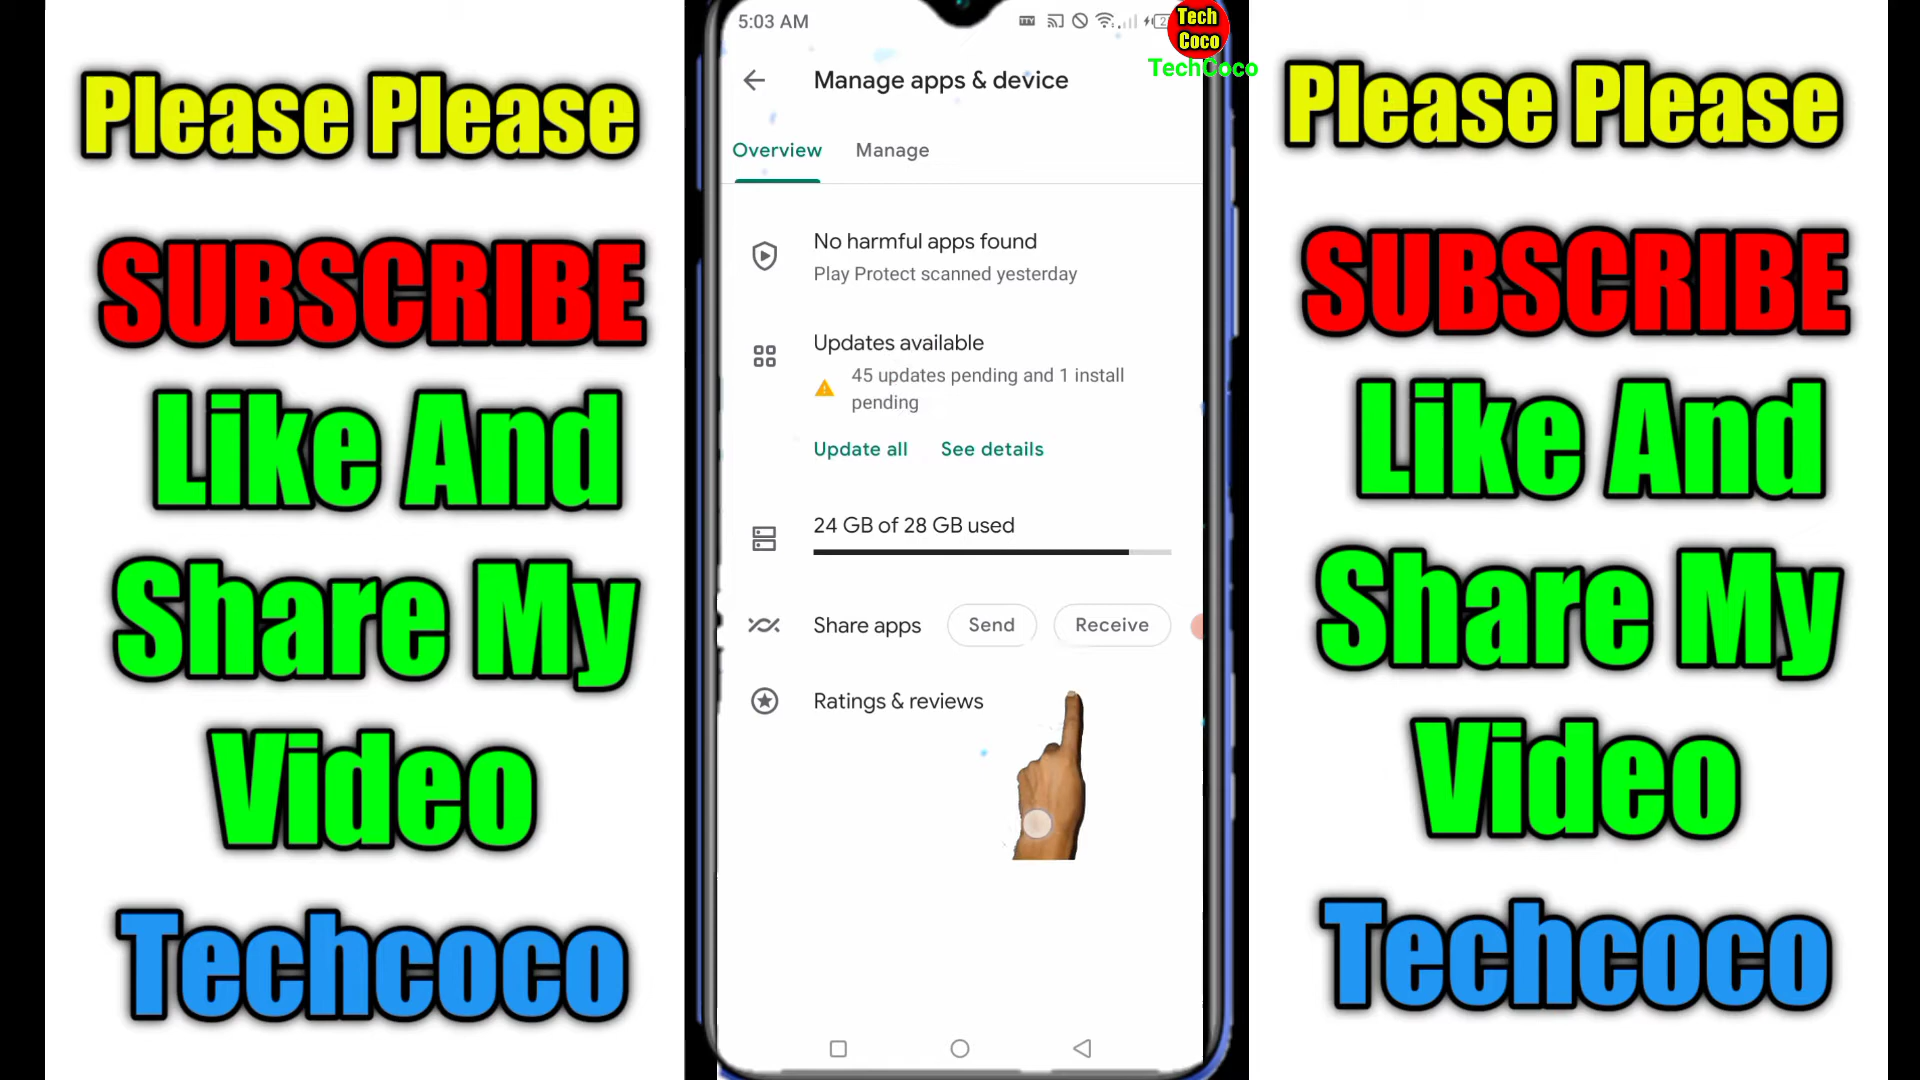 Please Please
SUBSCRIBE
Like And
Share My
Video
Techcoco
5:03 AM
Tech
Coco
TechCoco
Manage apps & device
Overview Manage
No harmful apps found
Play Protect scanned yesterday
Updates available
45 updates pending and 1 install
pending
Update all See details
24 GB of 28 GB used
Share apps Send Receive
Ratings & reviews
Please Please
SUBSCRIBE
Like And
Share My
Video
Techcoco